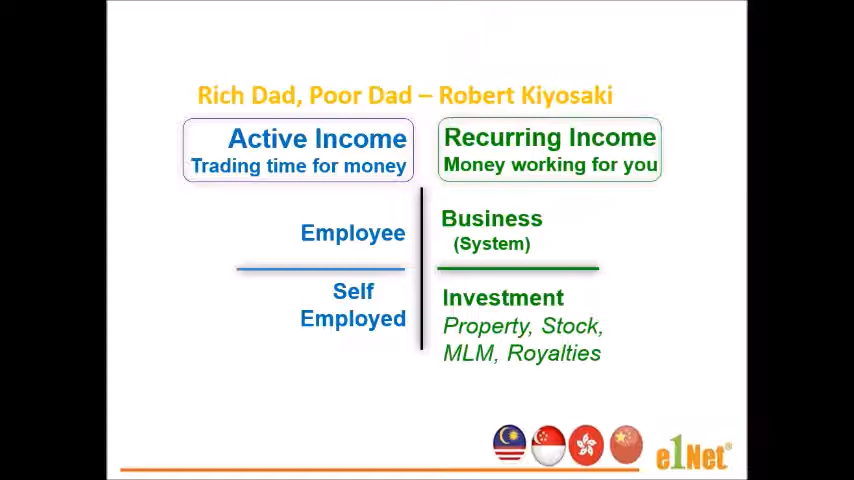 Rich Dad, Poor Dad – Robert Kiyosaki
Active Income
Trading time for money
Recurring Income
Money working for you
Employee
Business
(System)
Self
Employed
Investment
Property, Stock,
MLM, Royalties
e1Net®